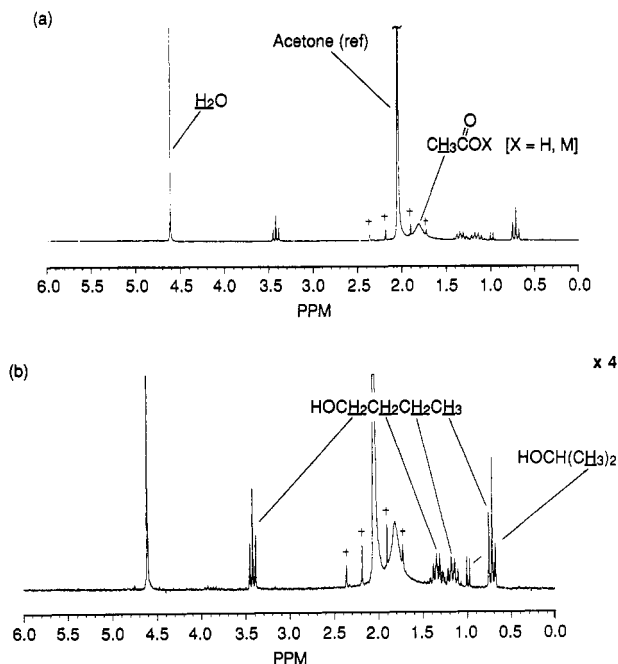 (a)
Acetone (ref)
H2O
O
CH3COX [X = H, M]
+ + + +
6.0 5.0 4.5 4.0 3.5 3.0 2.5 2.0 1.5 1.0 0.5 0.0
PPM
(b)
x 4
HOCH2CH2CH2CH3
HOCH(CH3)2
+ + + +
6.0 5.5 5.0 4.5 4.0 3.5 3.0 2.5 2.0 1.5 1.0 0.5 0.0
PPM